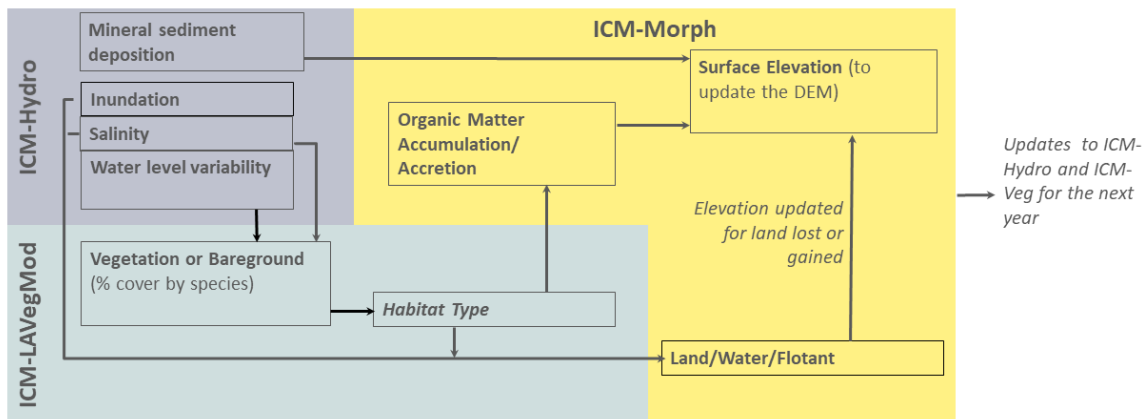 ICM-Hydro
Mineral sediment
deposition
Inundation
Salinity
Water level variability
ICM-Morph
Surface Elevation (to
update the DEM)
Organic Matter
Accumulation/
Accretion
Elevation updated
for land lost or
gained
Updates to ICM-
Hydro and ICM-
Veg for the next
year
ICM-LAVegMod
Vegetation or Bareground
(% cover by species)
Habitat Type
Land/Water/Flotant